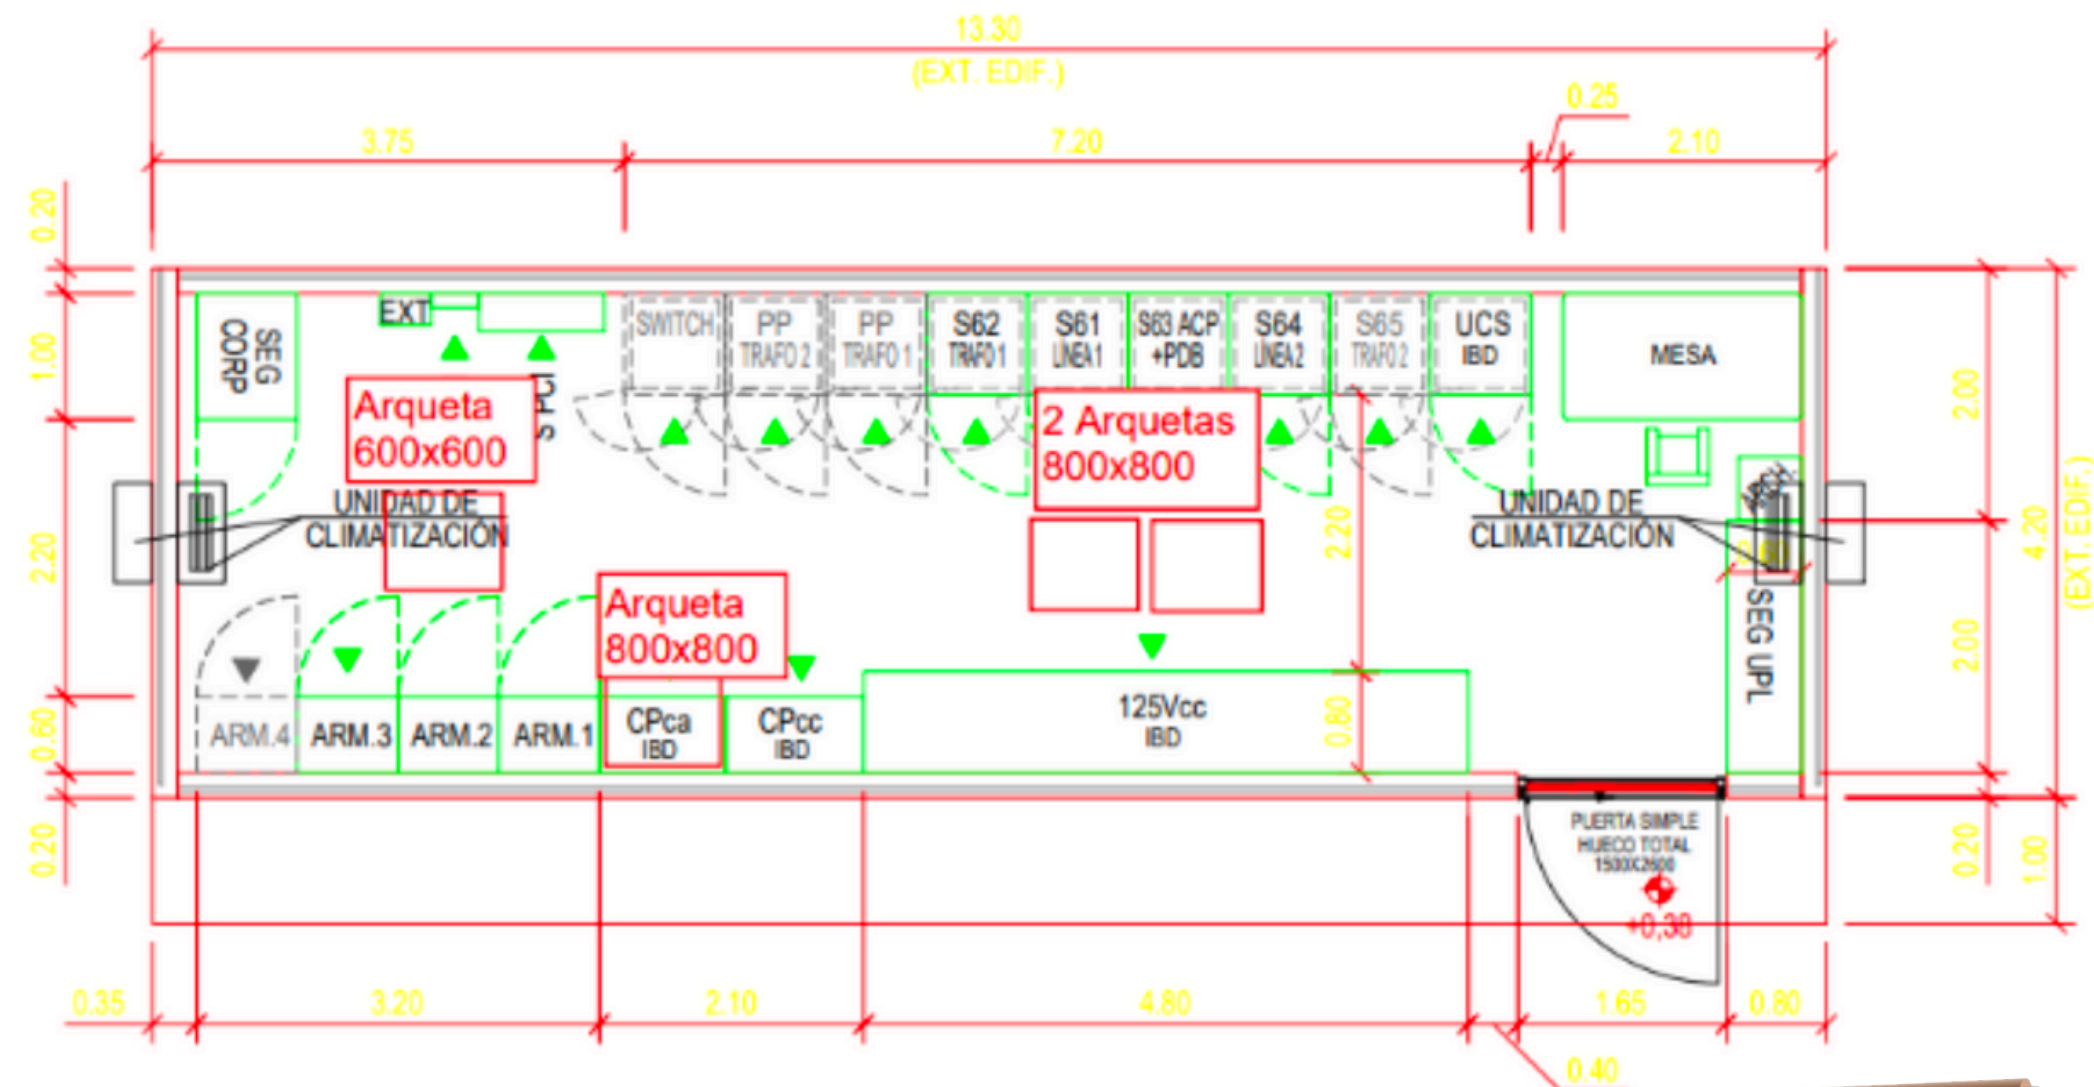 13.30
(EXT. EDIF.)
0.25
3.75
7.20
2.10
0.20
1.00
2.20
0.60
0.20
SEG
CORP
EXT
S PCI
SWITCH
PP
TRAFO 2
PP
TRAFO 1
S62
TRAFO 1
S61
LINEA 1
S63 ACP
+PDB
S64
LINEA 2
S65
TRAFO 2
UCS
IBD
MESA
Arqueta
600x600
2 Arquetas
800x800
UNIDAD DE
CLIMATIZACIÓN
UNIDAD DE
CLIMATIZACIÓN
2.20
2.00
4.20
(EXT. EDIF.)
2.00
0.20
1.00
SEG UPL
Arqueta
800x800
ARM.4
ARM.3
ARM.2
ARM.1
CPca
IBD
CPcc
IBD
125Vcc
IBD
0.80
PUERTA SIMPLE
HUECO TOTAL
1500X2600
+0,38
0.35
3.20
2.10
4.80
1.65
0.80
0.40